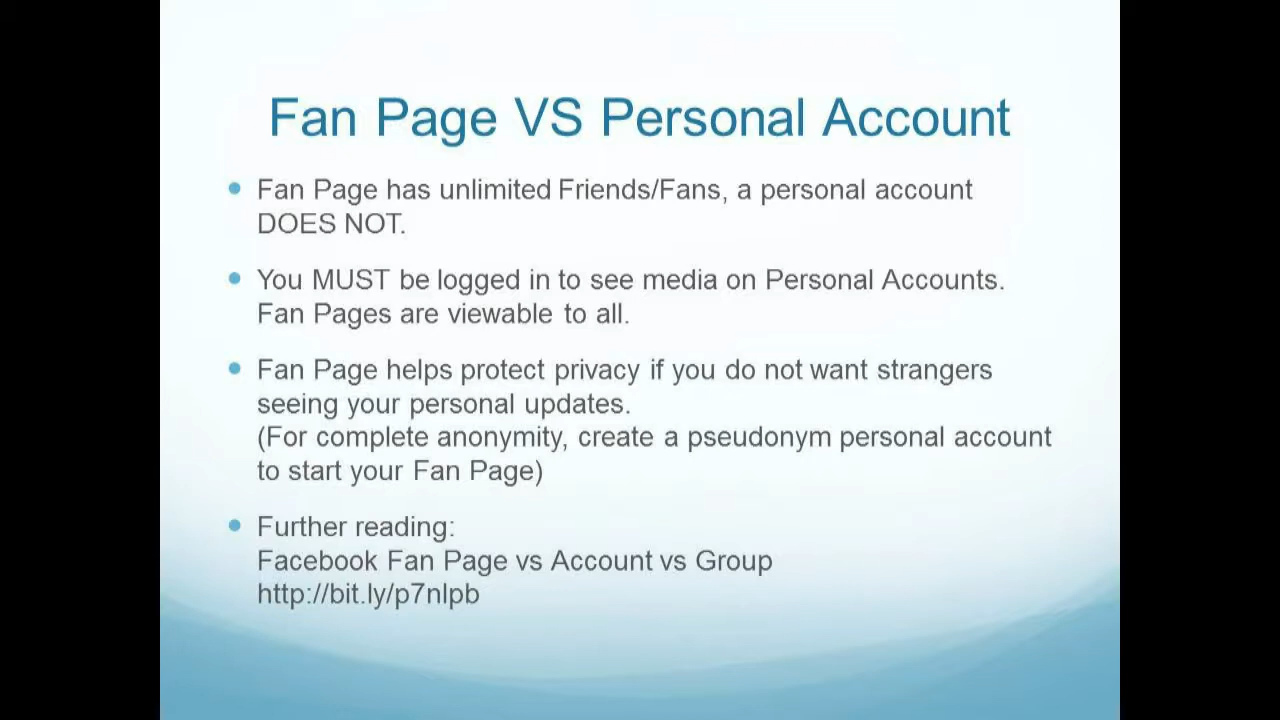 Fan Page VS Personal Account
Fan Page has unlimited Friends/Fans, a personal account
DOES NOT.
You MUST be logged in to see media on Personal Accounts.
Fan Pages are viewable to all.
Fan Page helps protect privacy if you do not want strangers
seeing your personal updates.
(For complete anonymity, create a pseudonym personal account
to start your Fan Page)
Further reading:
Facebook Fan Page vs Account vs Group
http://bit.ly/p7nlpb